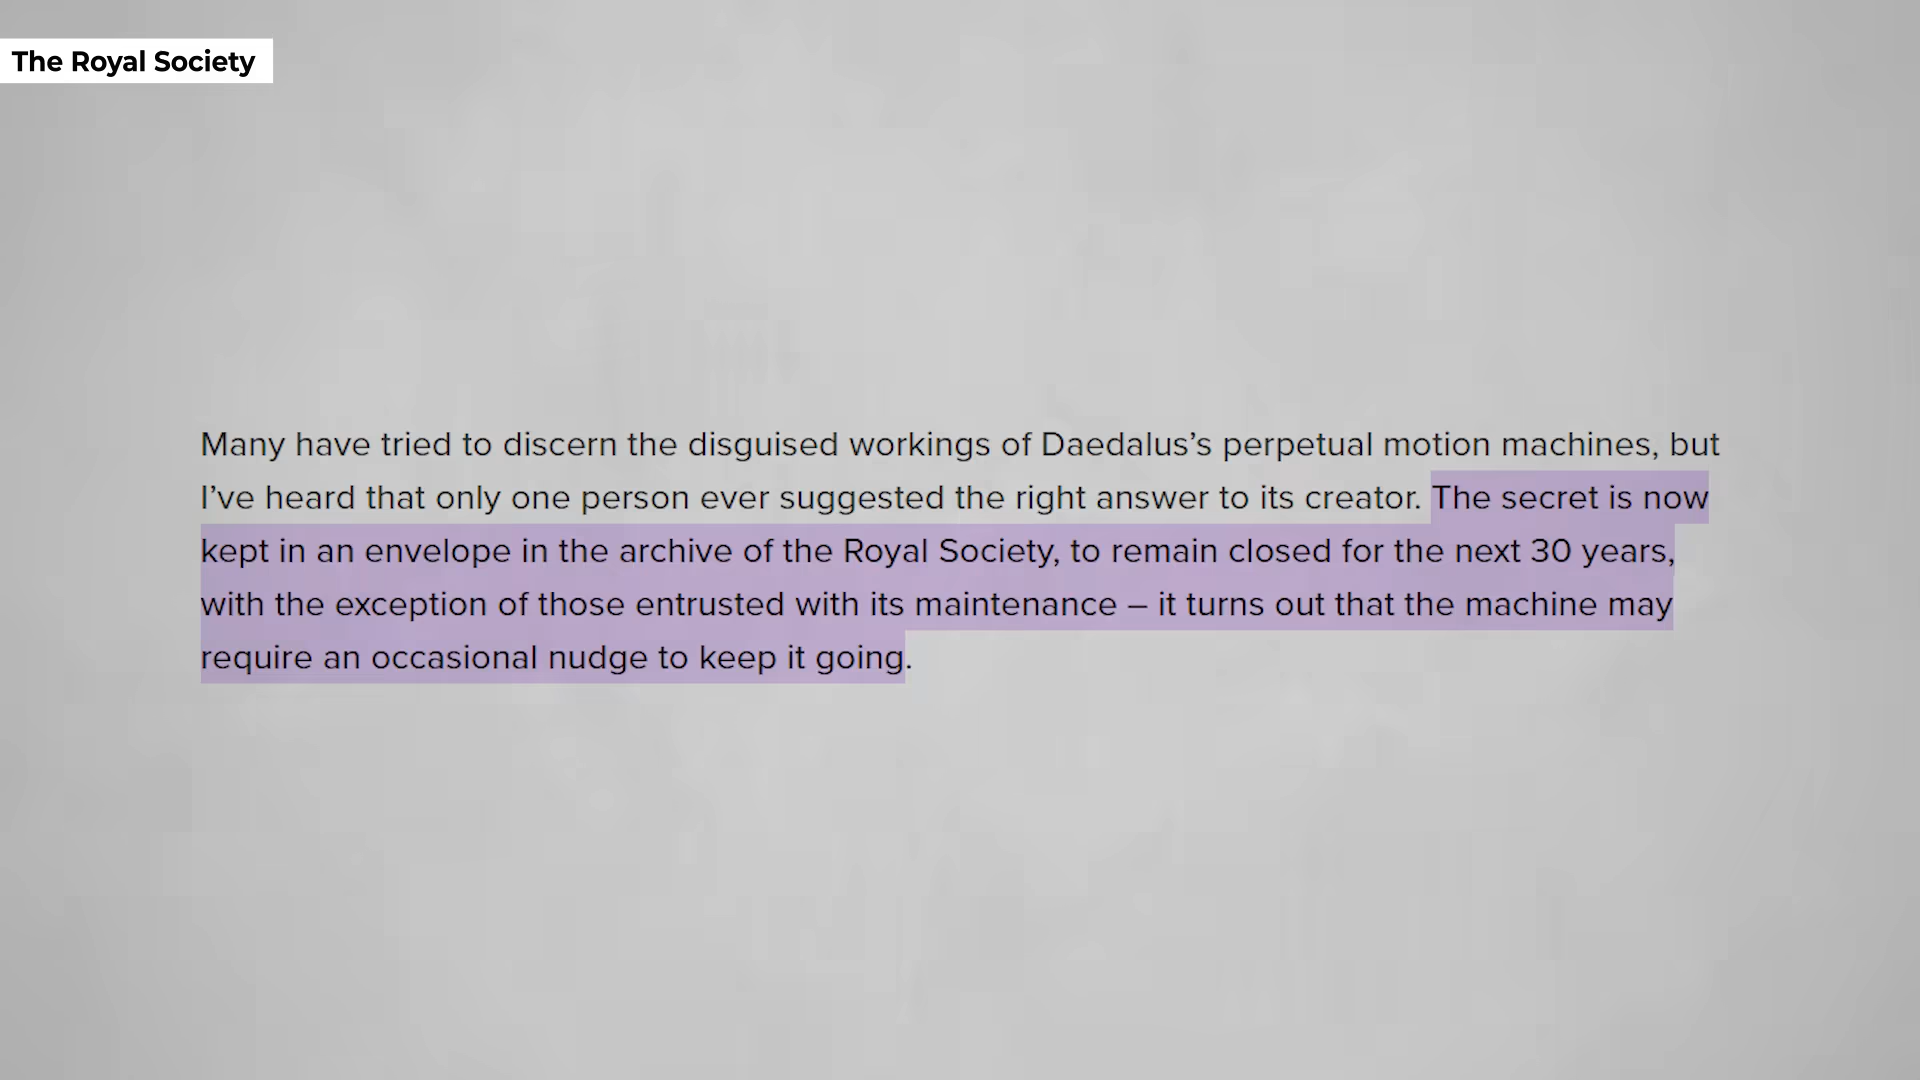 The Royal Society
Many have tried to discern the disguised workings of Daedalus’s perpetual motion machines, but
I’ve heard that only one person ever suggested the right answer to its creator. The secret is now
kept in an envelope in the archive of the Royal Society, to remain closed for the next 30 years,
with the exception of those entrusted with its maintenance – it turns out that the machine may
require an occasional nudge to keep it going.